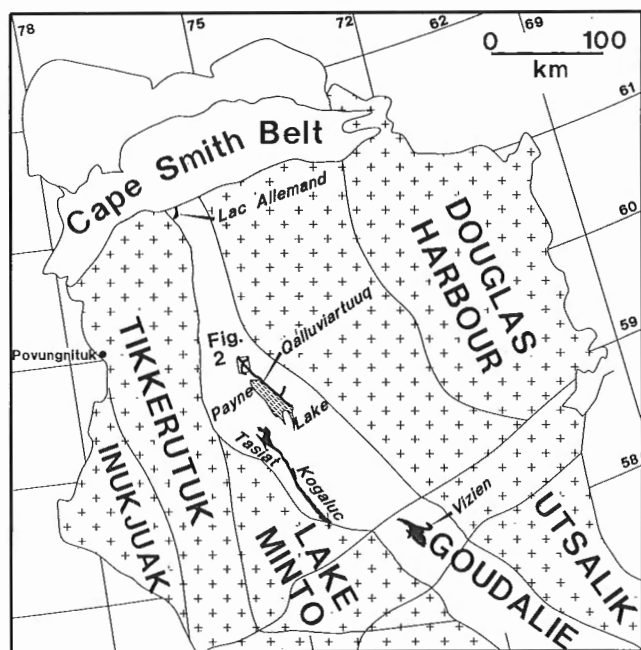 78
75
72
62
69
0 100
km
61
Cape Smith Belt
Lac Allemand
60
DOUGLAS
HARBOUR
Qalluviartuuq
Fig.
2
TIKKERUTUK
Povungnituk
59
Payne
Lake
Tasiat
Kogaluc
INUKJUAK
58
Vizien
LAKE
MINTO
GOUDALIE
UTSALIK